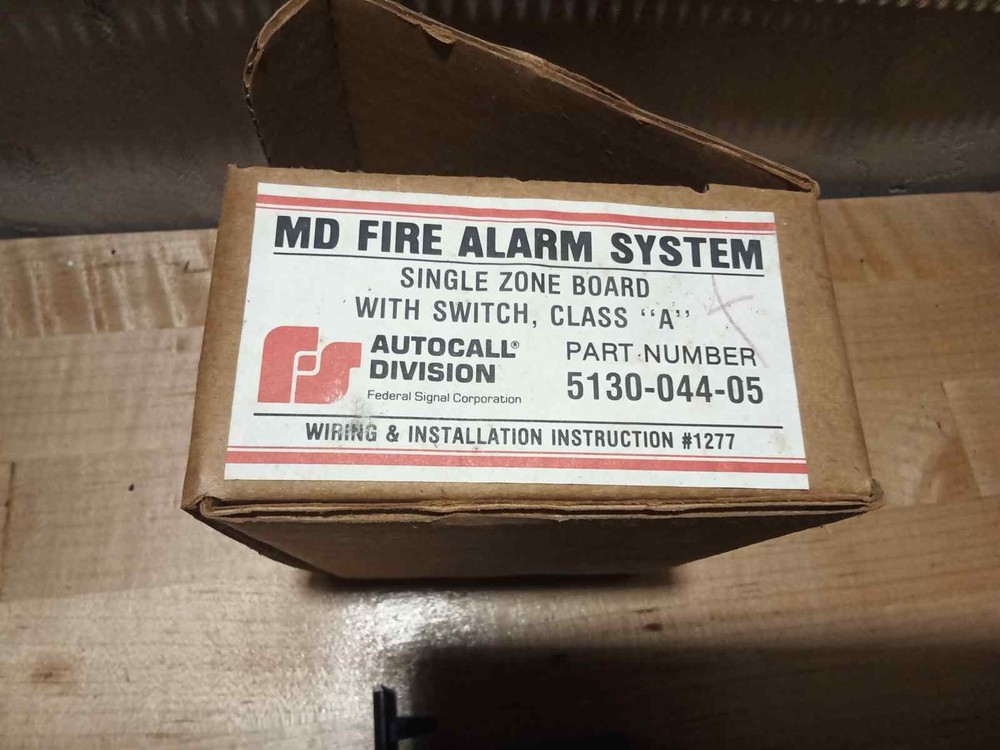 MD FIRE ALARM SYSTEM
SINGLE ZONE BOARD
WITH SWITCH, CLASS “A”
FS
AUTOCALL®
DIVISION
Federal Signal Corporation
PART NUMBER
5130-044-05
WIRING & INSTALLATION INSTRUCTION #1277